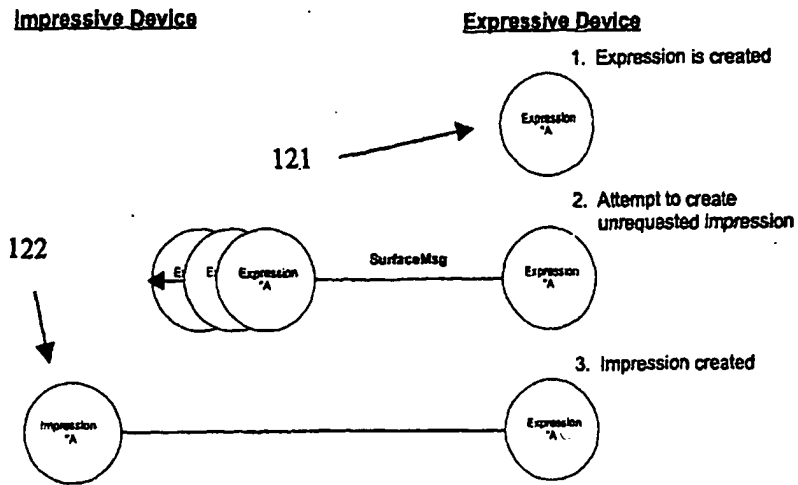 Impressive Device
Expressive Device
1. Expression is created
Expression
"A
121
2. Attempt to create
unrequested impression
122
E
E
Expression
"A
SurfaceMsg
Expression
"A
3. Impression created
Impression
"A
Expression
"A